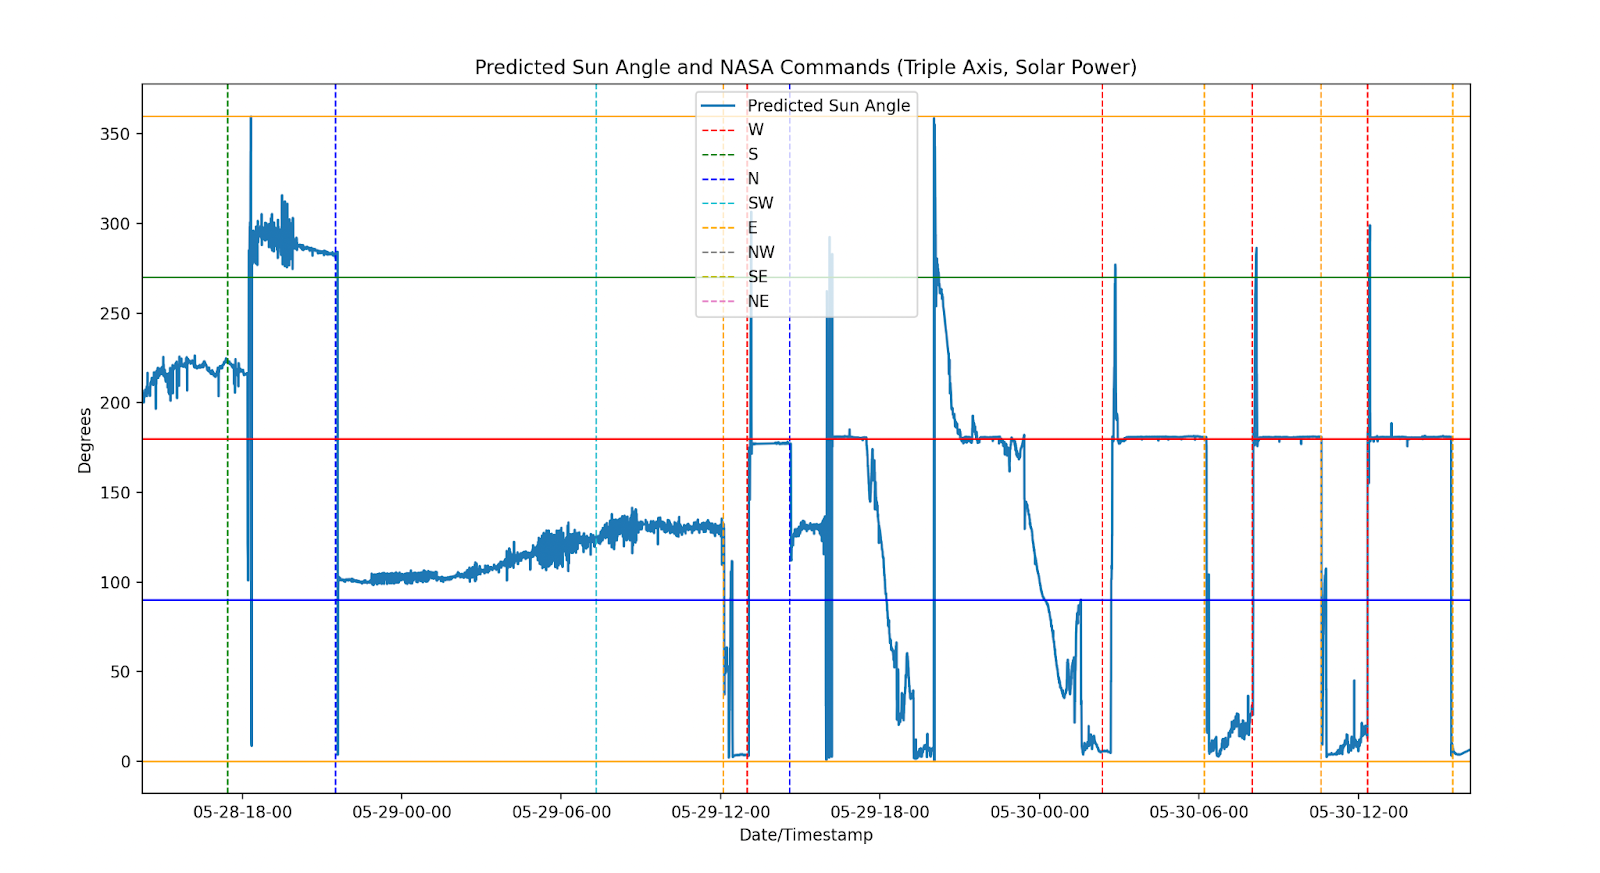 Predicted Sun Angle and NASA Commands (Triple Axis, Solar Power)
Predicted Sun Angle
W
S
N
SW
E
NW
SE
NE
350
300
250
200
150
100
50
0
Degrees
05-28-18-00
05-29-00-00
05-29-06-00
05-29-12-00
05-29-18-00
05-30-00-00
05-30-06-00
05-30-12-00
Date/Timestamp